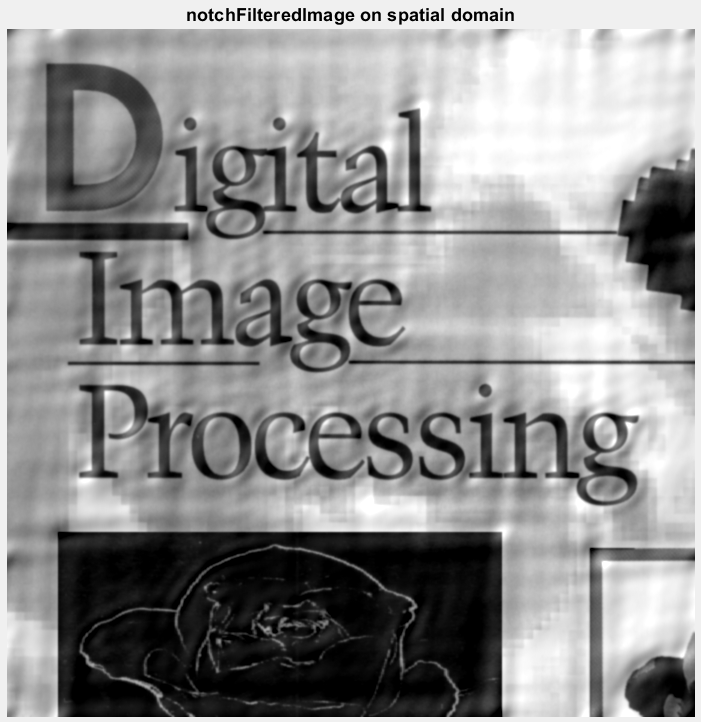 notchFilteredImage on spatial domain
Digital
Image
Processing